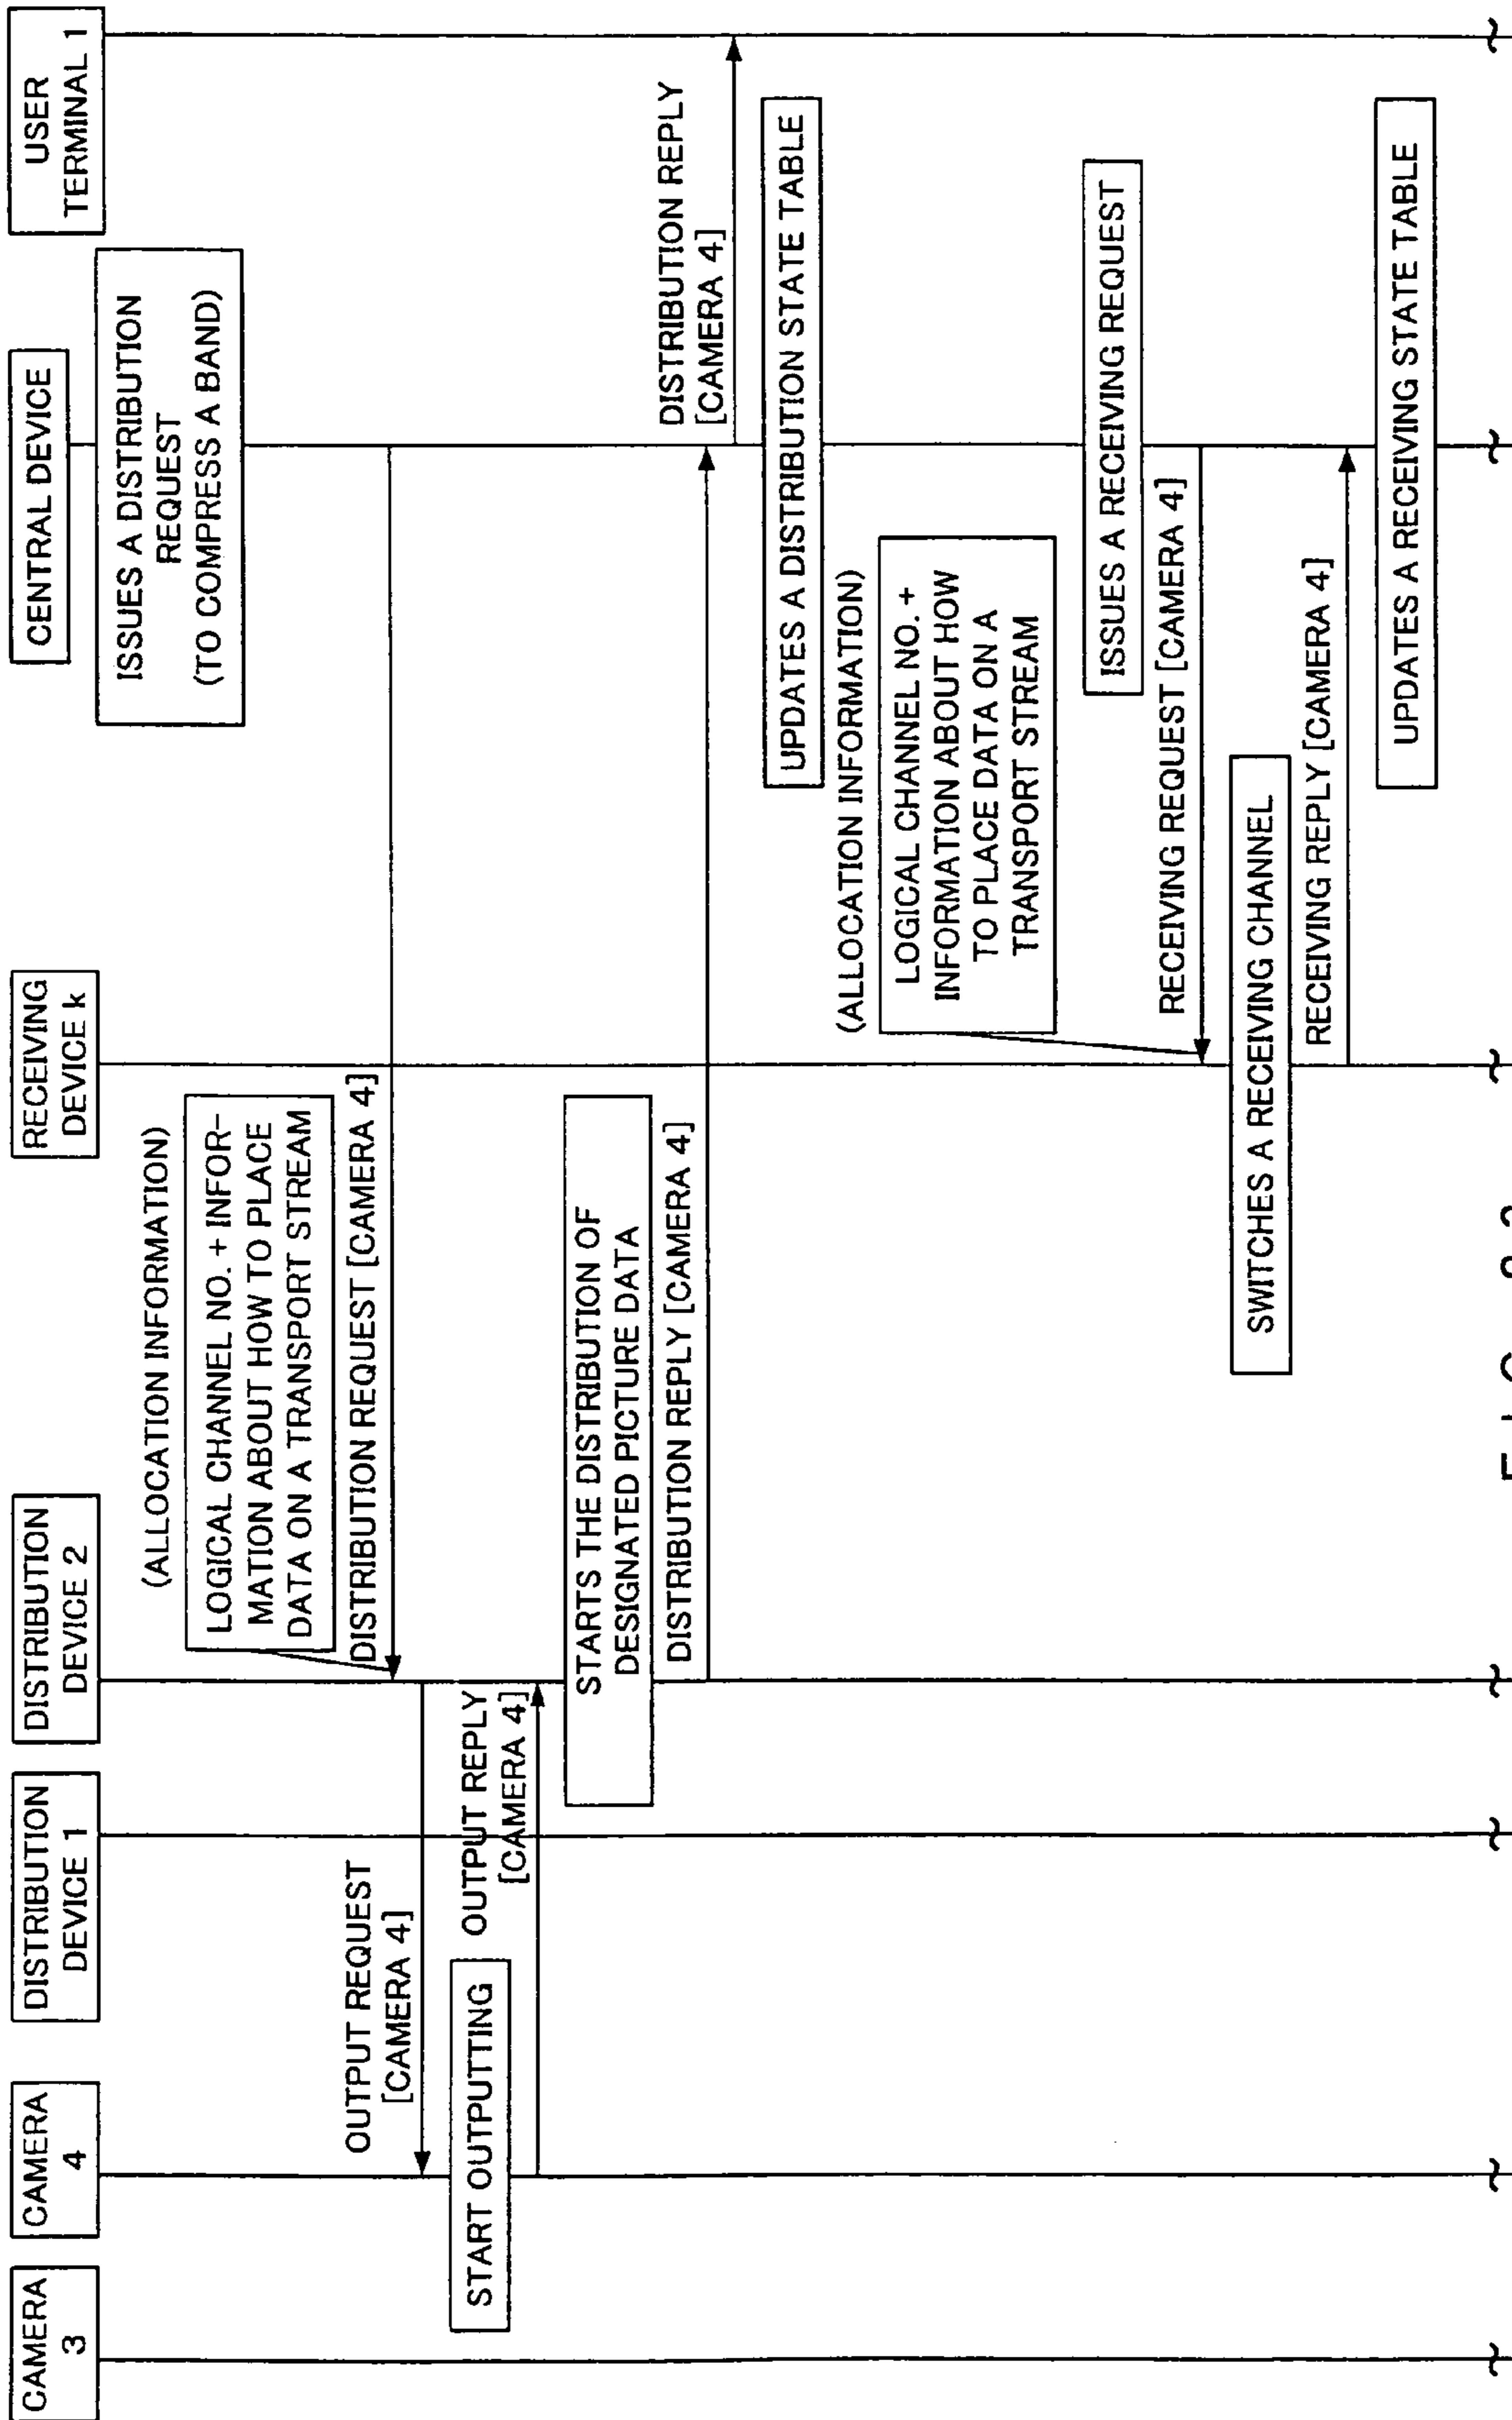 CAMERA
3
CAMERA
4
DISTRIBUTION
DEVICE 1
DISTRIBUTION
DEVICE 2
RECEIVING
DEVICE k
CENTRAL DEVICE
USER
TERMINAL 1
ISSUES A DISTRIBUTION
REQUEST
(TO COMPRESS A BAND)
(ALLOCATION INFORMATION)
LOGICAL CHANNEL NO. + INFOR-
MATION ABOUT HOW TO PLACE
DATA ON A TRANSPORT STREAM
DISTRIBUTION REQUEST [CAMERA 4]
OUTPUT REQUEST
[CAMERA 4]
START OUTPUTTING
OUTPUT REPLY
[CAMERA 4]
STARTS THE DISTRIBUTION OF
DESIGNATED PICTURE DATA
DISTRIBUTION REPLY [CAMERA 4]
DISTRIBUTION REPLY
[CAMERA 4]
UPDATES A DISTRIBUTION STATE TABLE
(ALLOCATION INFORMATION)
LOGICAL CHANNEL NO. +
INFORMATION ABOUT HOW
TO PLACE DATA ON A
TRANSPORT STREAM
ISSUES A RECEIVING REQUEST
RECEIVING REQUEST [CAMERA 4]
SWITCHES A RECEIVING CHANNEL
RECEIVING REPLY [CAMERA 4]
UPDATES A RECEIVING STATE TABLE